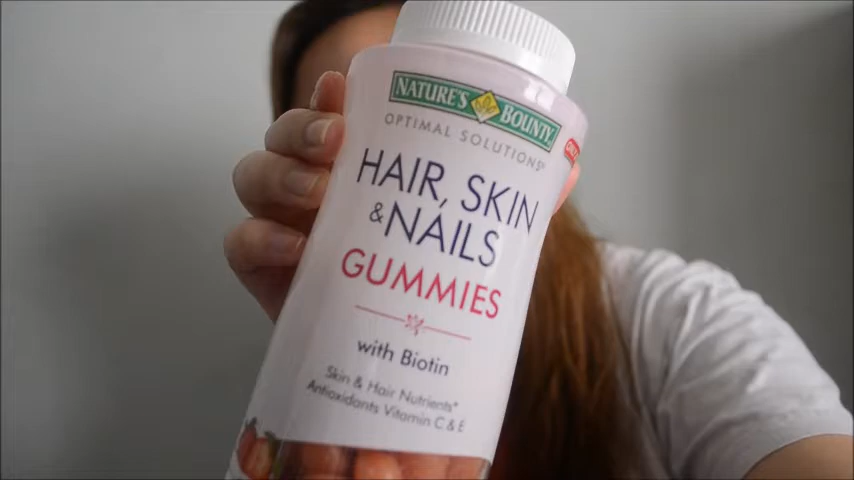 NATURE'S BOUNTY
OPTIMAL SOLUTIONS®
HAIR, SKIN
& NAILS
GUMMIES
with Biotin
Skin & Hair Nutrients*
Antioxidants Vitamin C & E